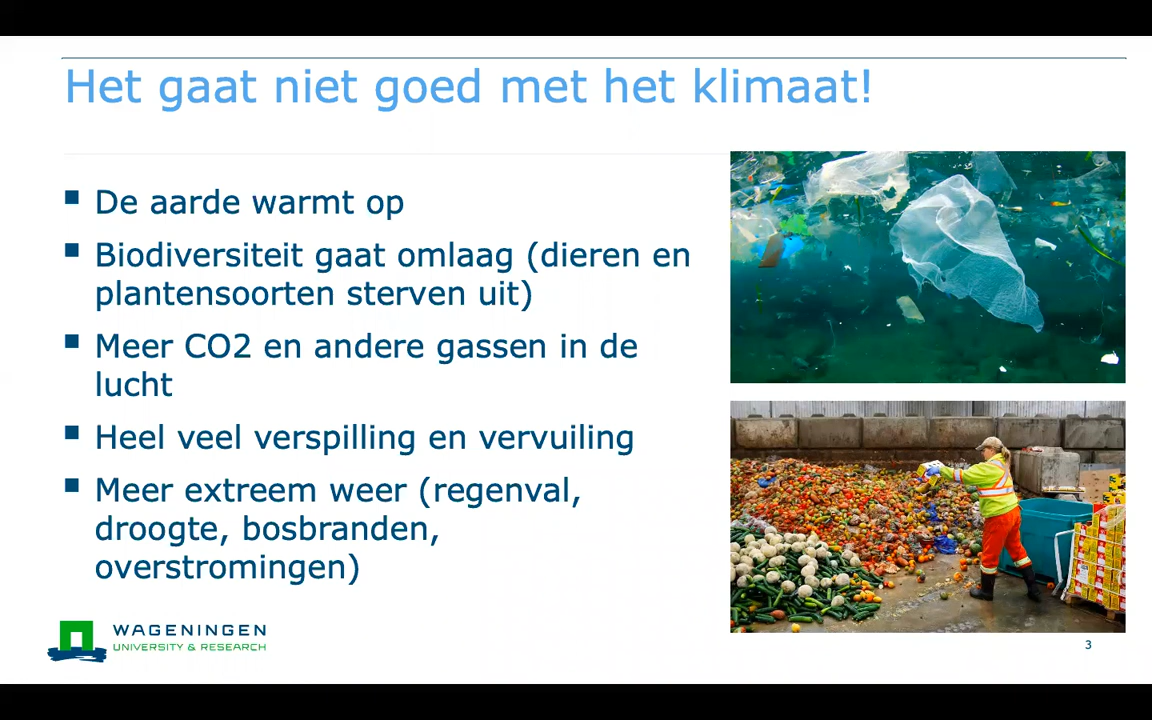 Het gaat niet goed met het klimaat!
De aarde warmt op
Biodiversiteit gaat omlaag (dieren en
plantensoorten sterven uit)
Meer CO2 en andere gassen in de
lucht
Heel veel verspilling en vervuiling
Meer extreem weer (regenval,
droogte, bosbranden,
overstromingen)
WAGENINGEN
UNIVERSITY & RESEARCH
3